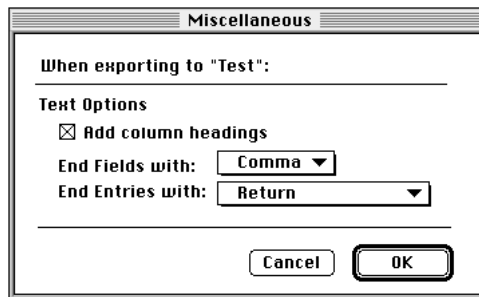 Miscellaneous
When exporting to "Test":
Text Options
Add column headings
End Fields with: Comma
End Entries with: Return
Cancel OK